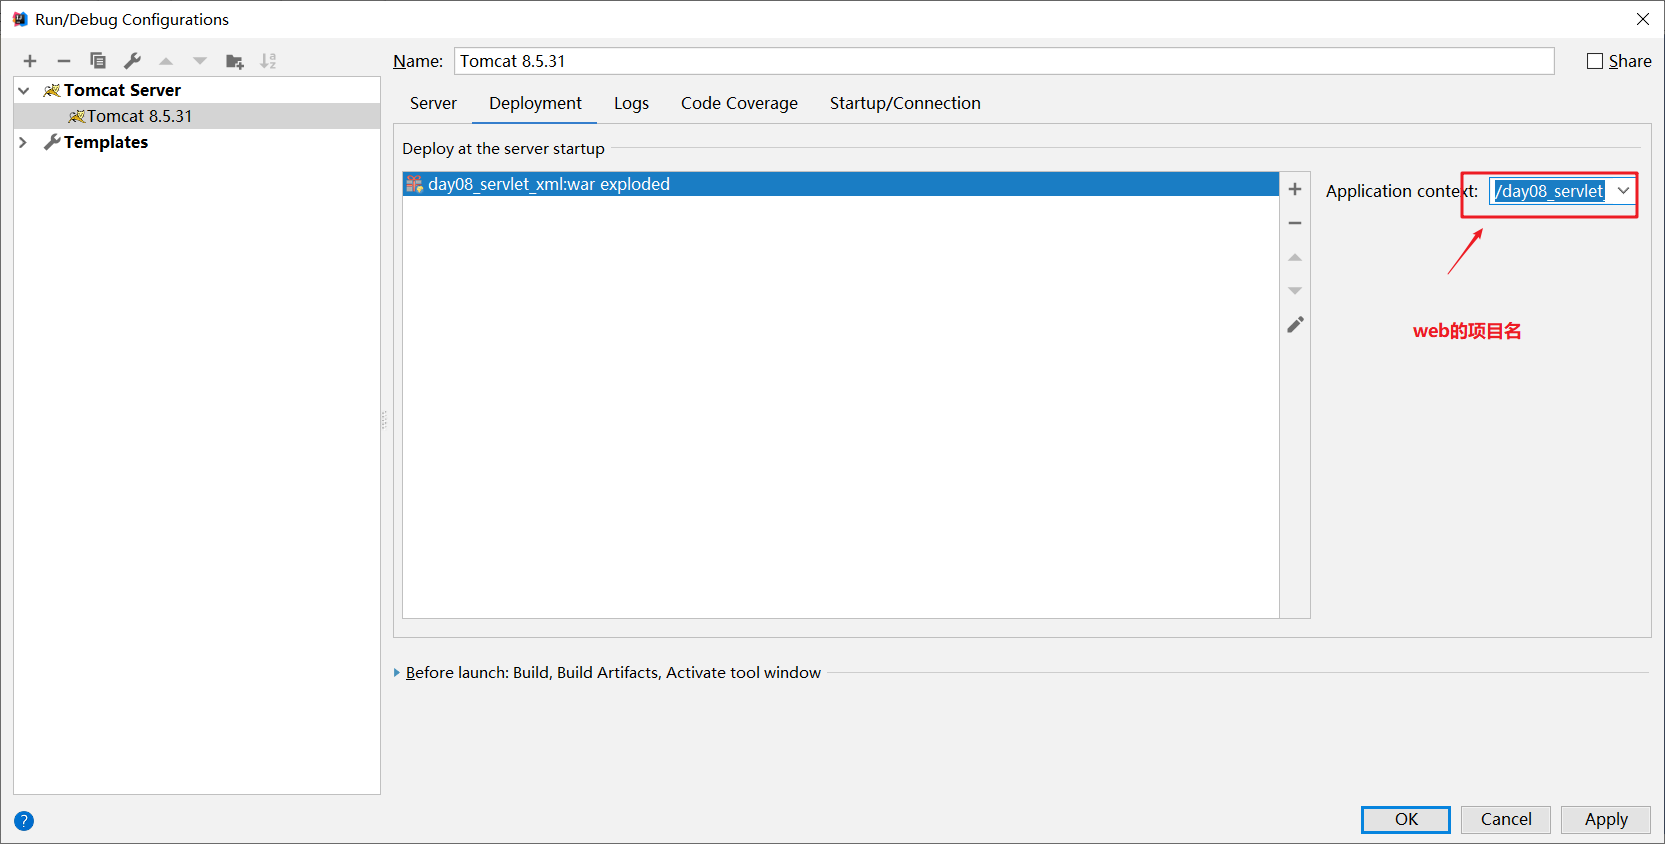 Run/Debug Configurations
Tomcat Server
Tomcat 8.5.31
Templates
Name: Tomcat 8.5.31
Share
Server Deployment Logs Code Coverage Startup/Connection
Deploy at the server startup
day08_servlet_xml:war exploded
Application context: /day08_servlet
web的项目名
Before launch: Build, Build Artifacts, Activate tool window
?
OK Cancel Apply